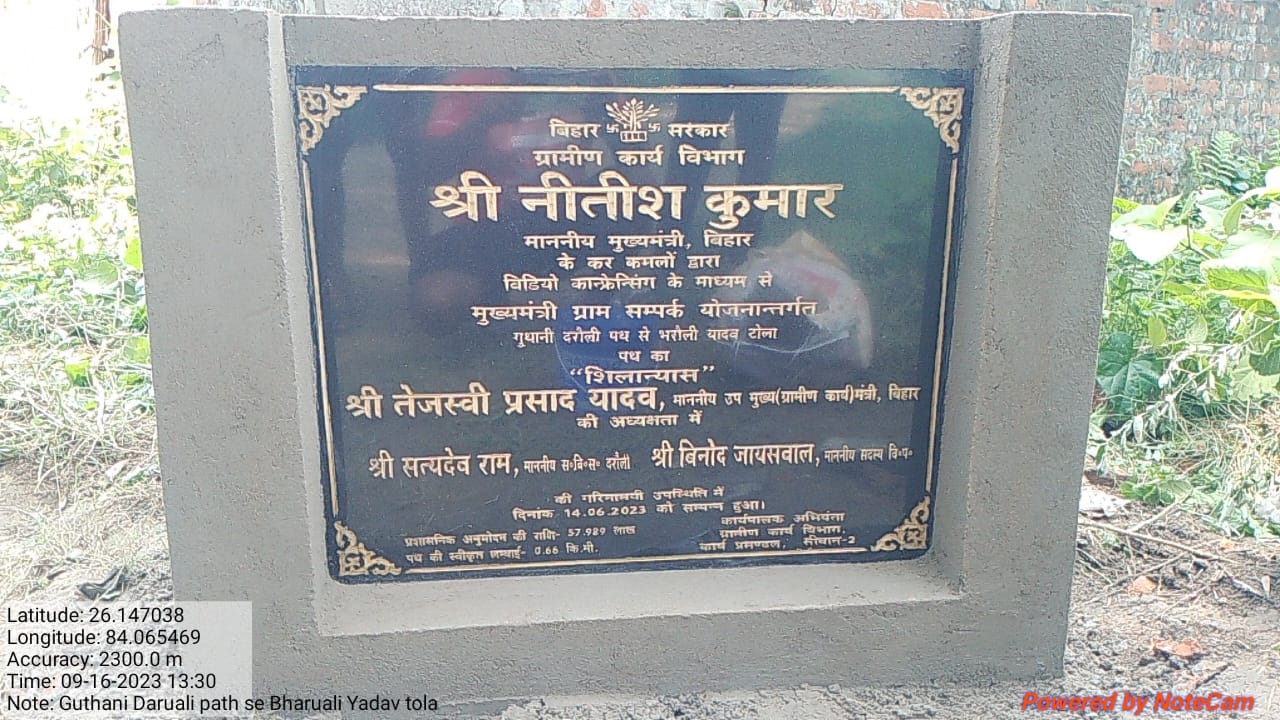 बिहार सरकार
ग्रामीण कार्य विभाग
श्री नीतीश कुमार
माननीय मुख्यमंत्री, बिहार
के कर कमलों द्वारा
विडियो कान्फ्रेन्सिंग के माध्यम से
मुख्यमंत्री ग्राम सम्पर्क योजनान्तर्गत
गुथानी दरौली पथ से भरौली यादव टोला
पथ का
“शिलान्यास”
श्री तेजस्वी प्रसाद यादव, माननीय उप मुख्य(ग्रामीण कार्य)मंत्री, बिहार
की अध्यक्षता में
श्री सत्यदेव राम, माननीय स०वि०स० दरौली श्री बिनोद जायसवाल, माननीय सदस्य वि०प०
की गरिमामयी उपस्थिति में
दिनांक 14.06.2023 को सम्पन्न हुआ।
प्रशासनिक अनुमोदन की राशि- 57.989 लाख
पथ की स्वीकृत लम्बाई- 0.66 कि.मी.
कार्यपालक अभियंता
ग्रामीण कार्य विभाग,
कार्य प्रमण्डल, सीवान-2
Latitude: 26.147038
Longitude: 84.065469
Accuracy: 2300.0 m
Time: 09-16-2023 13:30
Note: Guthani Daruali path se Bharuali Yadav tola
Powered by NoteCam